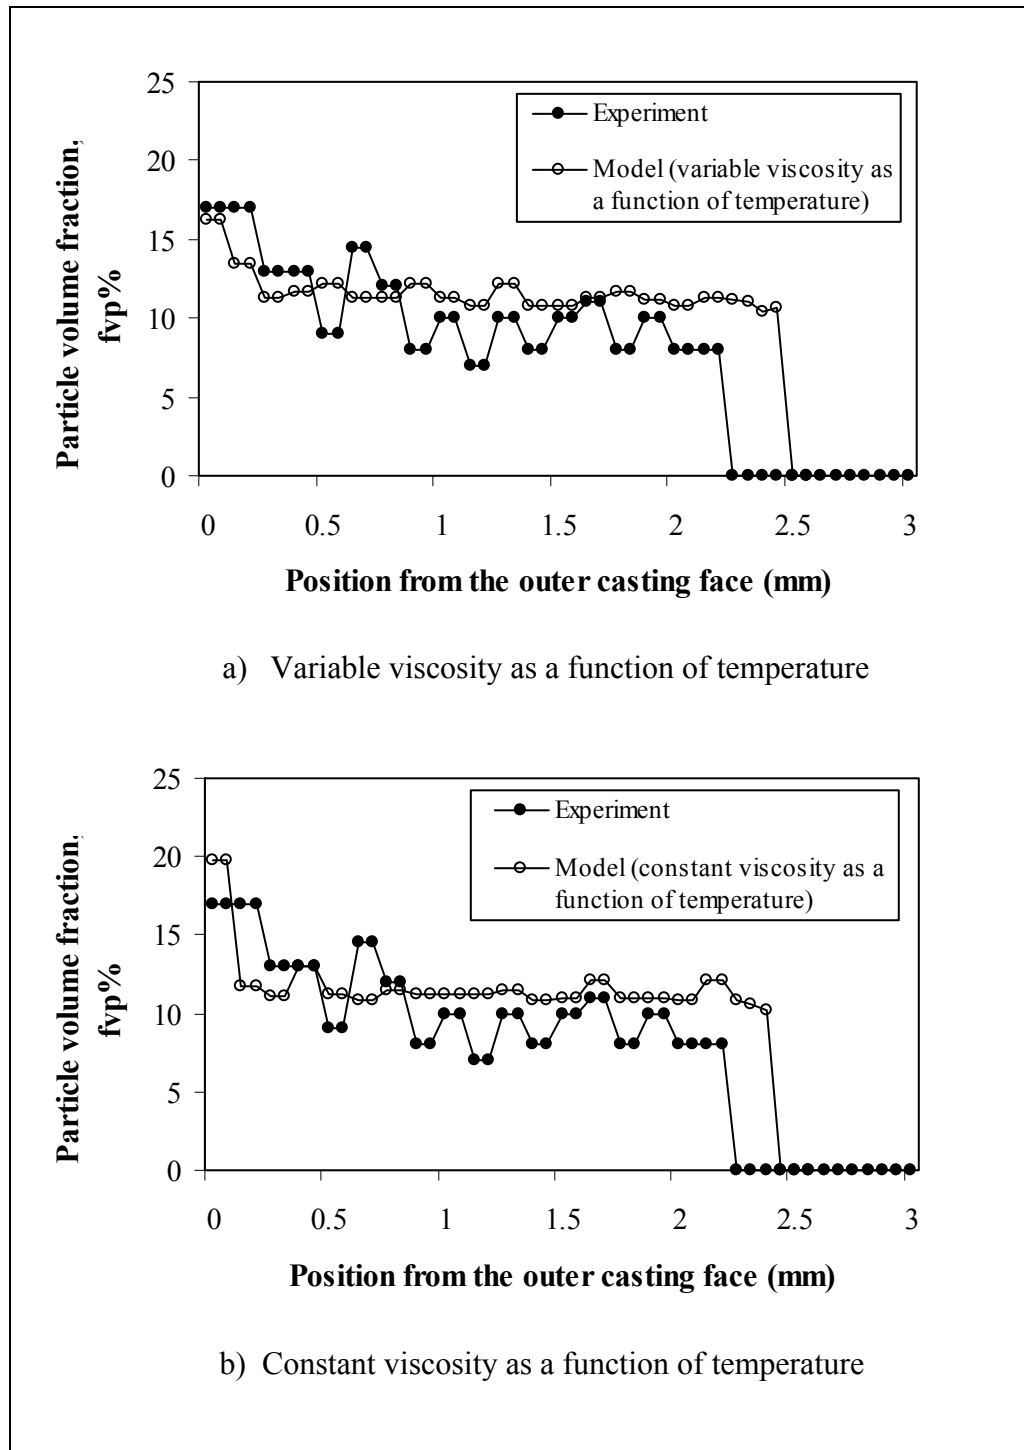 25
20
15
10
5
0
Particle volume fraction,
fvp%
Experiment
Model (variable viscosity as
a function of temperature)
0 0.5 1 1.5 2 2.5 3
Position from the outer casting face (mm)
a) Variable viscosity as a function of temperature
25
20
15
10
5
0
Particle volume fraction,
fvp%
Experiment
Model (constant viscosity as a
function of temperature)
0 0.5 1 1.5 2 2.5 3
Position from the outer casting face (mm)
b) Constant viscosity as a function of temperature